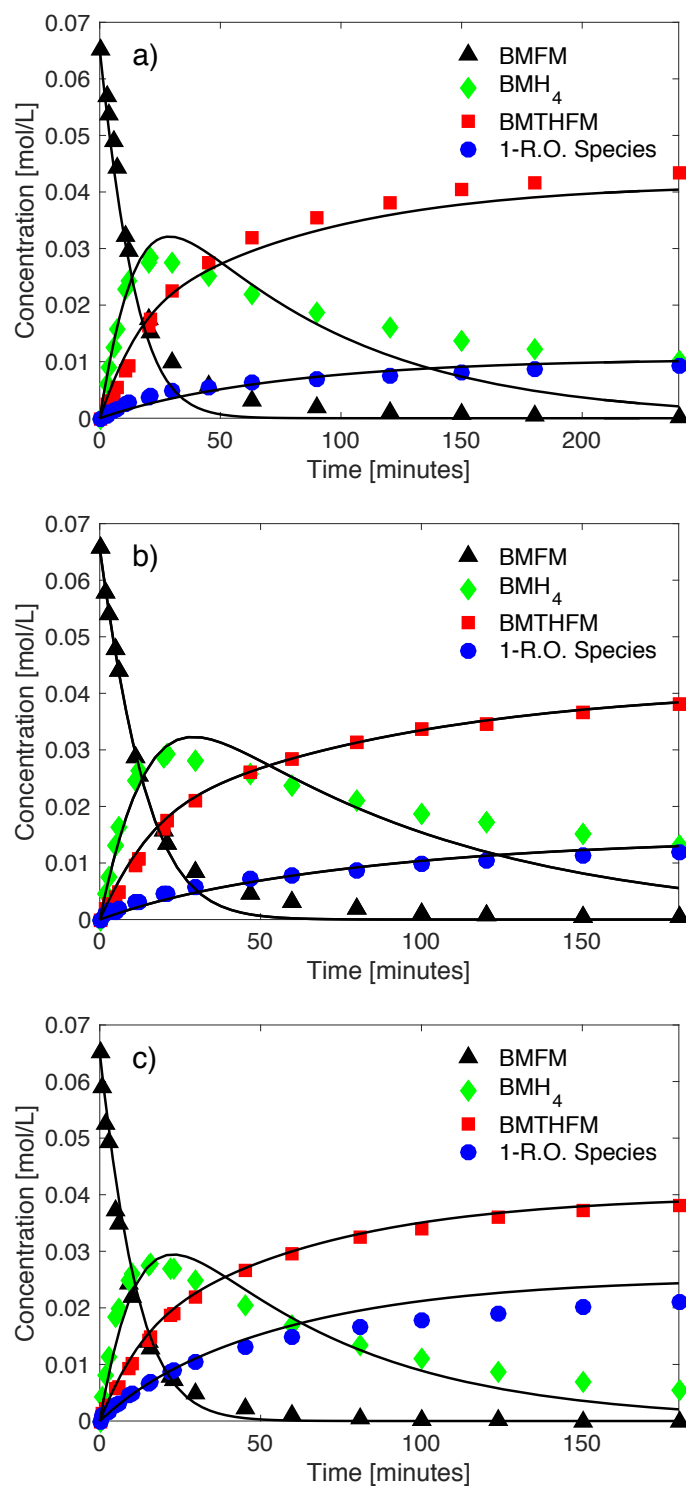 0.07
0.06
0.05
0.04
0.03
0.02
0.01
0
Concentration [mol/L]
a)
BMFM
BMH4
BMTHFM
1-R.O. Species
0 50 100 150 200
Time [minutes]
0.07
0.06
0.05
0.04
0.03
0.02
0.01
0
Concentration [mol/L]
b)
BMFM
BMH4
BMTHFM
1-R.O. Species
0 50 100 150
Time [minutes]
0.07
0.06
0.05
0.04
0.03
0.02
0.01
0
Concentration [mol/L]
c)
BMFM
BMH4
BMTHFM
1-R.O. Species
0 50 100 150
Time [minutes]